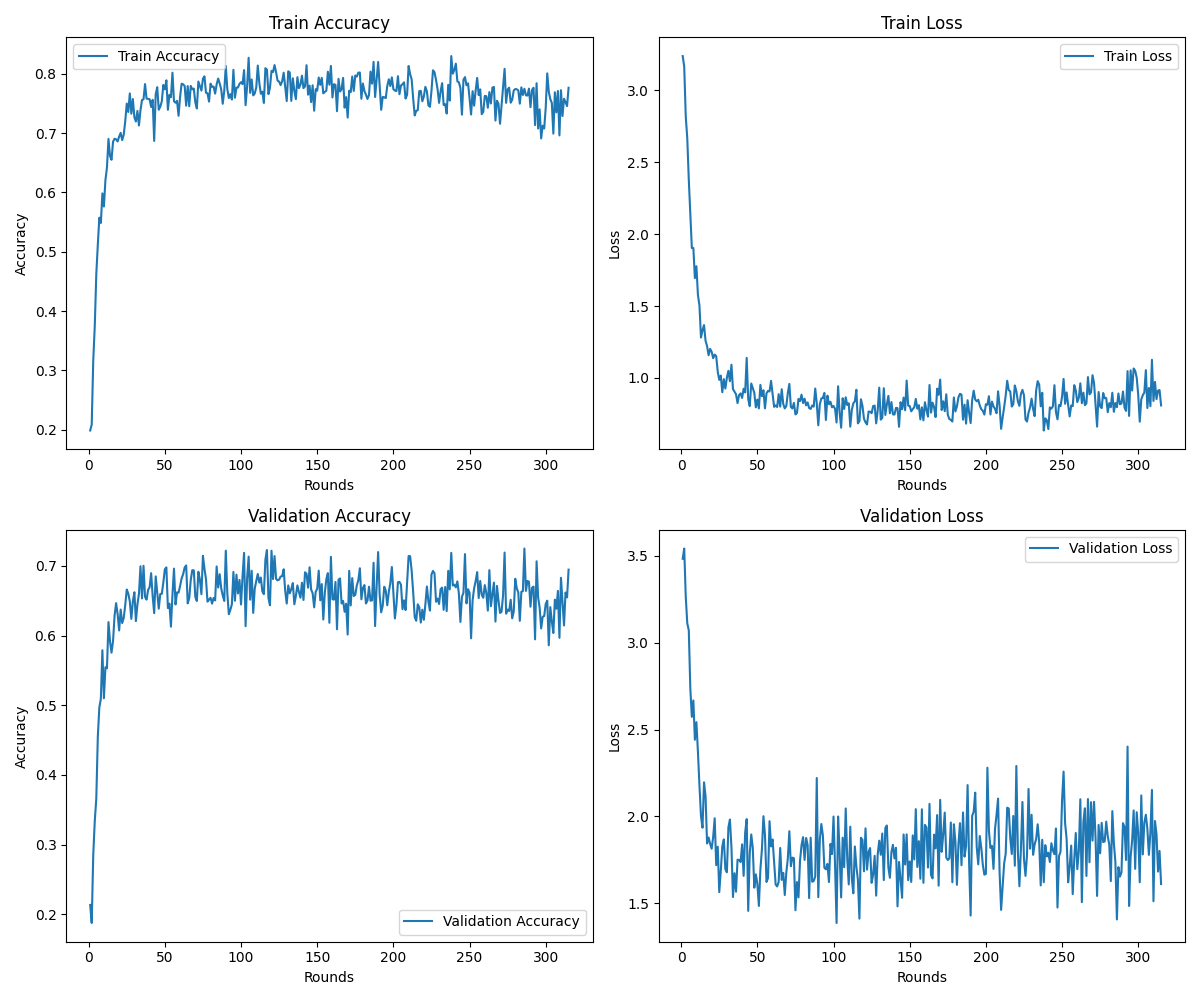 Train Accuracy
Train Accuracy
0.8
0.7
0.6
0.5
0.4
0.3
0.2
Accuracy
0 50 100 150 200 250 300
Rounds
Train Loss
Train Loss
3.0
2.5
2.0
1.5
1.0
Loss
0 50 100 150 200 250 300
Rounds
Validation Accuracy
0.7
0.6
0.5
0.4
0.3
0.2
Accuracy
Validation Accuracy
0 50 100 150 200 250 300
Rounds
Validation Loss
Validation Loss
3.5
3.0
2.5
2.0
1.5
Loss
0 50 100 150 200 250 300
Rounds